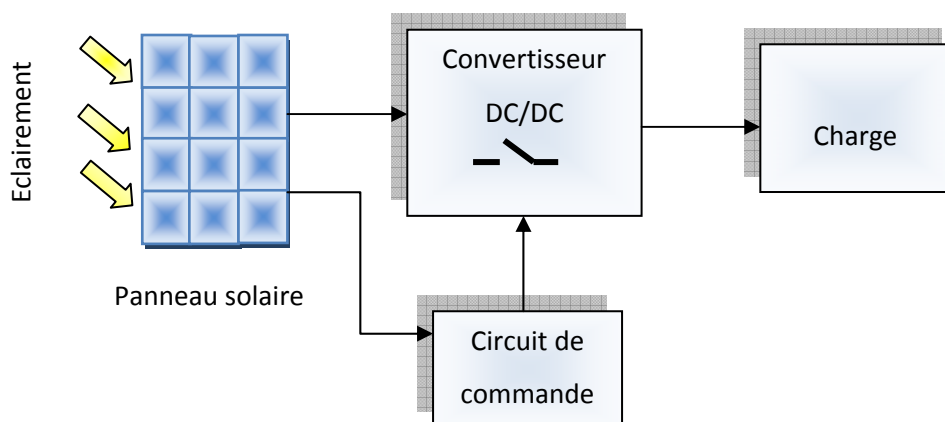 Eclairement
Panneau solaire
Convertisseur
DC/DC
Charge
Circuit de
commande